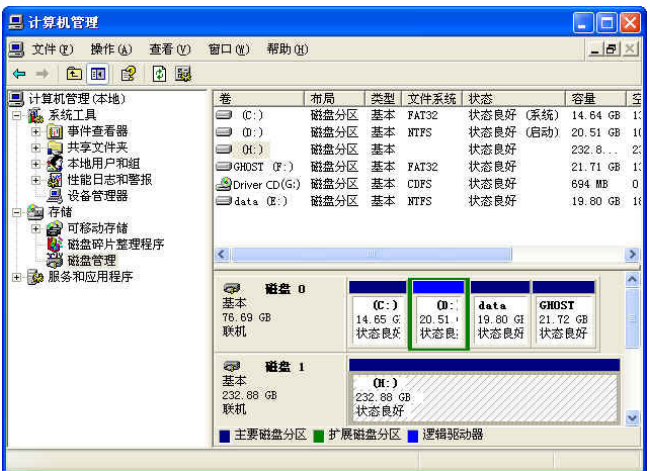 计算机管理
文件(F) 操作(A) 查看(V) 窗口(W) 帮助(H)
计算机管理(本地)
系统工具
事件查看器
共享文件夹
本地用户和组
性能日志和警报
设备管理器
存储
可移动存储
磁盘碎片整理程序
磁盘管理
服务和应用程序
卷 布局 类型 文件系统 状态 容量
(C:) 磁盘分区 基本 FAT32 状态良好 (系统) 14.64 GB
(D:) 磁盘分区 基本 NTFS 状态良好 (启动) 20.51 GB
(H:) 磁盘分区 基本 状态良好 232.8...
GHOST (F:) 磁盘分区 基本 FAT32 状态良好 21.71 GB
Driver CD(G:) 磁盘分区 基本 CDFS 状态良好 694 MB 0
data (E:) 磁盘分区 基本 NTFS 状态良好 19.80 GB
磁盘 0
基本
76.69 GB
联机
(C:) (D: data GHOST
14.65 G 20.51 19.80 GI 21.72 GB
状态良 状态良 状态良好 状态良好
磁盘 1
基本
232.88 GB
联机
(H:)
232.88 GB
状态良好
主要磁盘分区 扩展磁盘分区 逻辑驱动器